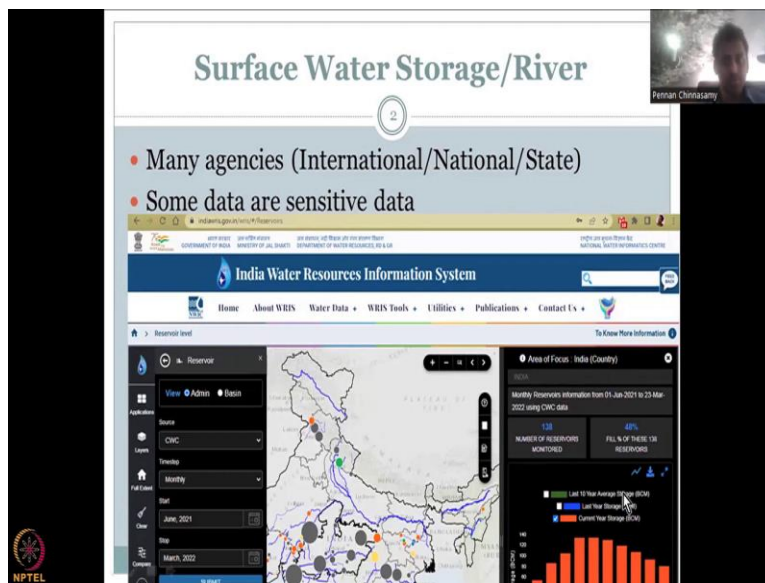 Surface Water Storage/River
Pennan Chinnasamy
2
• Many agencies (International/National/State)
• Some data are sensitive data
indiawris.gov.in/wris/#/Reservoirs
भारत सरकार
GOVERNMENT OF INDIA
जल शक्ति मंत्रालय
MINISTRY OF JAL SHAKTI
DEPARTMENT OF WATER RESOURCES, RD & GR
NATIONAL WATER INFORMATICS CENTRE
India Water Resources Information System
Home About WRIS Water Data WRIS Tools Utilities Publications Contact Us
Reservoir level
To Know More Information
Reservoir
View Admin Basin
Source
CWC
Timestep
Monthly
Start
June, 2021
Stop
March, 2022
SUBMIT
Applications
Layers
Full Extent
Clear
Compare
Area of Focus : India (Country)
INDIA
Monthly Reservoirs information from 01-Jun-2021 to 23-Mar-
2022 using CWC data
138
NUMBER OF RESERVOIRS
MONITORED
48%
FILL % OF THESE 138
RESERVOIRS
Last 10 Year Average Storage (BCM)
Last Year Storage
Current Year Storage (BCM)
140
120
100
80
NPTEL